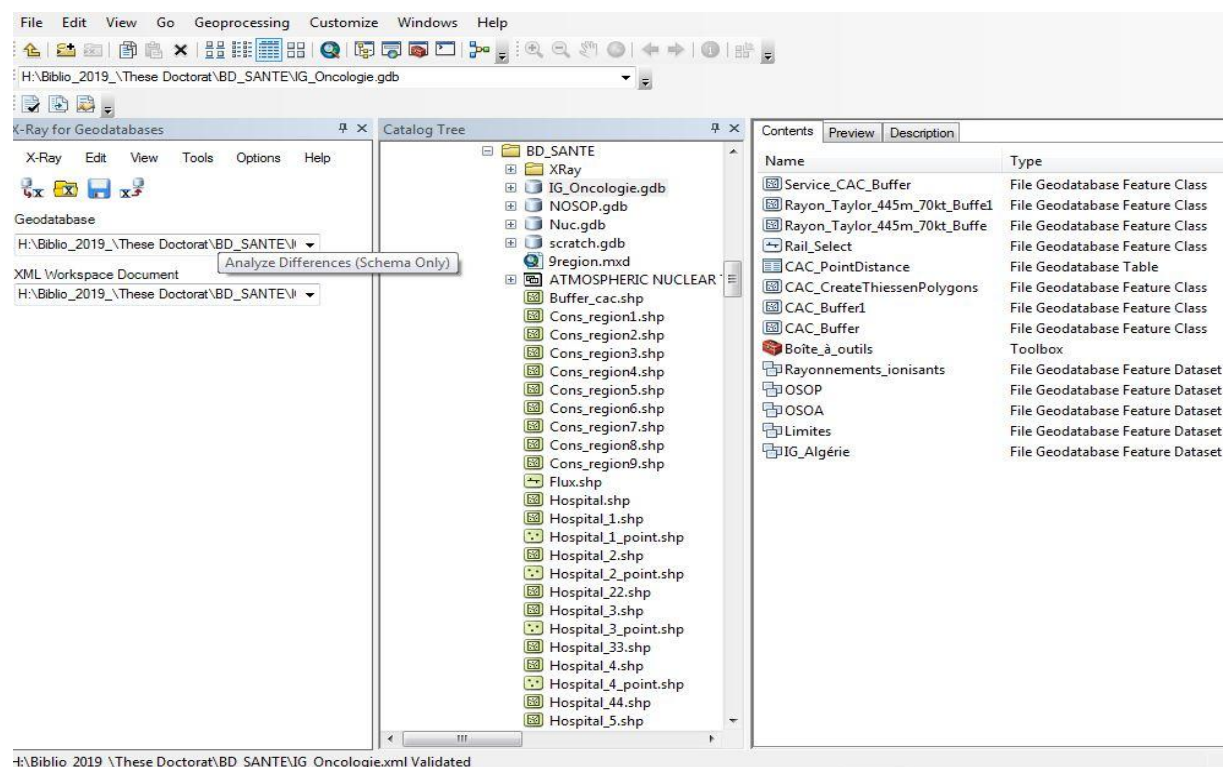 File Edit View Go Geoprocessing Customize Windows Help
H:\Biblio_2019_\These Doctorat\BD_SANTE\IG_Oncologie.gdb
X-Ray for Geodatabases
X-Ray Edit View Tools Options Help
Geodatabase
H:\Biblio_2019_\These Doctorat\BD_SANTE\I
Analyze Differences (Schema Only)
XML Workspace Document
H:\Biblio_2019_\These Doctorat\BD_SANTE\I
Catalog Tree
BD_SANTE
XRay
IG_Oncologie.gdb
NOSOP.gdb
Nuc.gdb
scratch.gdb
9region.mxd
ATMOSPHERIC NUCLEAR
Buffer_cac.shp
Cons_region1.shp
Cons_region2.shp
Cons_region3.shp
Cons_region4.shp
Cons_region5.shp
Cons_region6.shp
Cons_region7.shp
Cons_region8.shp
Cons_region9.shp
Flux.shp
Hospital.shp
Hospital_1.shp
Hospital_1_point.shp
Hospital_2.shp
Hospital_2_point.shp
Hospital_22.shp
Hospital_3.shp
Hospital_3_point.shp
Hospital_33.shp
Hospital_4.shp
Hospital_4_point.shp
Hospital_44.shp
Hospital_5.shp
Contents Preview Description
Name Type
Service_CAC_Buffer File Geodatabase Feature Class
Rayon_Taylor_445m_70kt_Buffe1 File Geodatabase Feature Class
Rayon_Taylor_445m_70kt_Buffe File Geodatabase Feature Class
Rail_Select File Geodatabase Feature Class
CAC_PointDistance File Geodatabase Table
CAC_CreateThiessenPolygons File Geodatabase Feature Class
CAC_Buffer1 File Geodatabase Feature Class
CAC_Buffer File Geodatabase Feature Class
Boîte_à_outils Toolbox
Rayonnements_ionisants File Geodatabase Feature Dataset
OSOP File Geodatabase Feature Dataset
OSOA File Geodatabase Feature Dataset
Limites File Geodatabase Feature Dataset
IG_Algérie File Geodatabase Feature Dataset
H:\Biblio_2019_\These Doctorat\BD_SANTE\IG_Oncologie.xml Validated